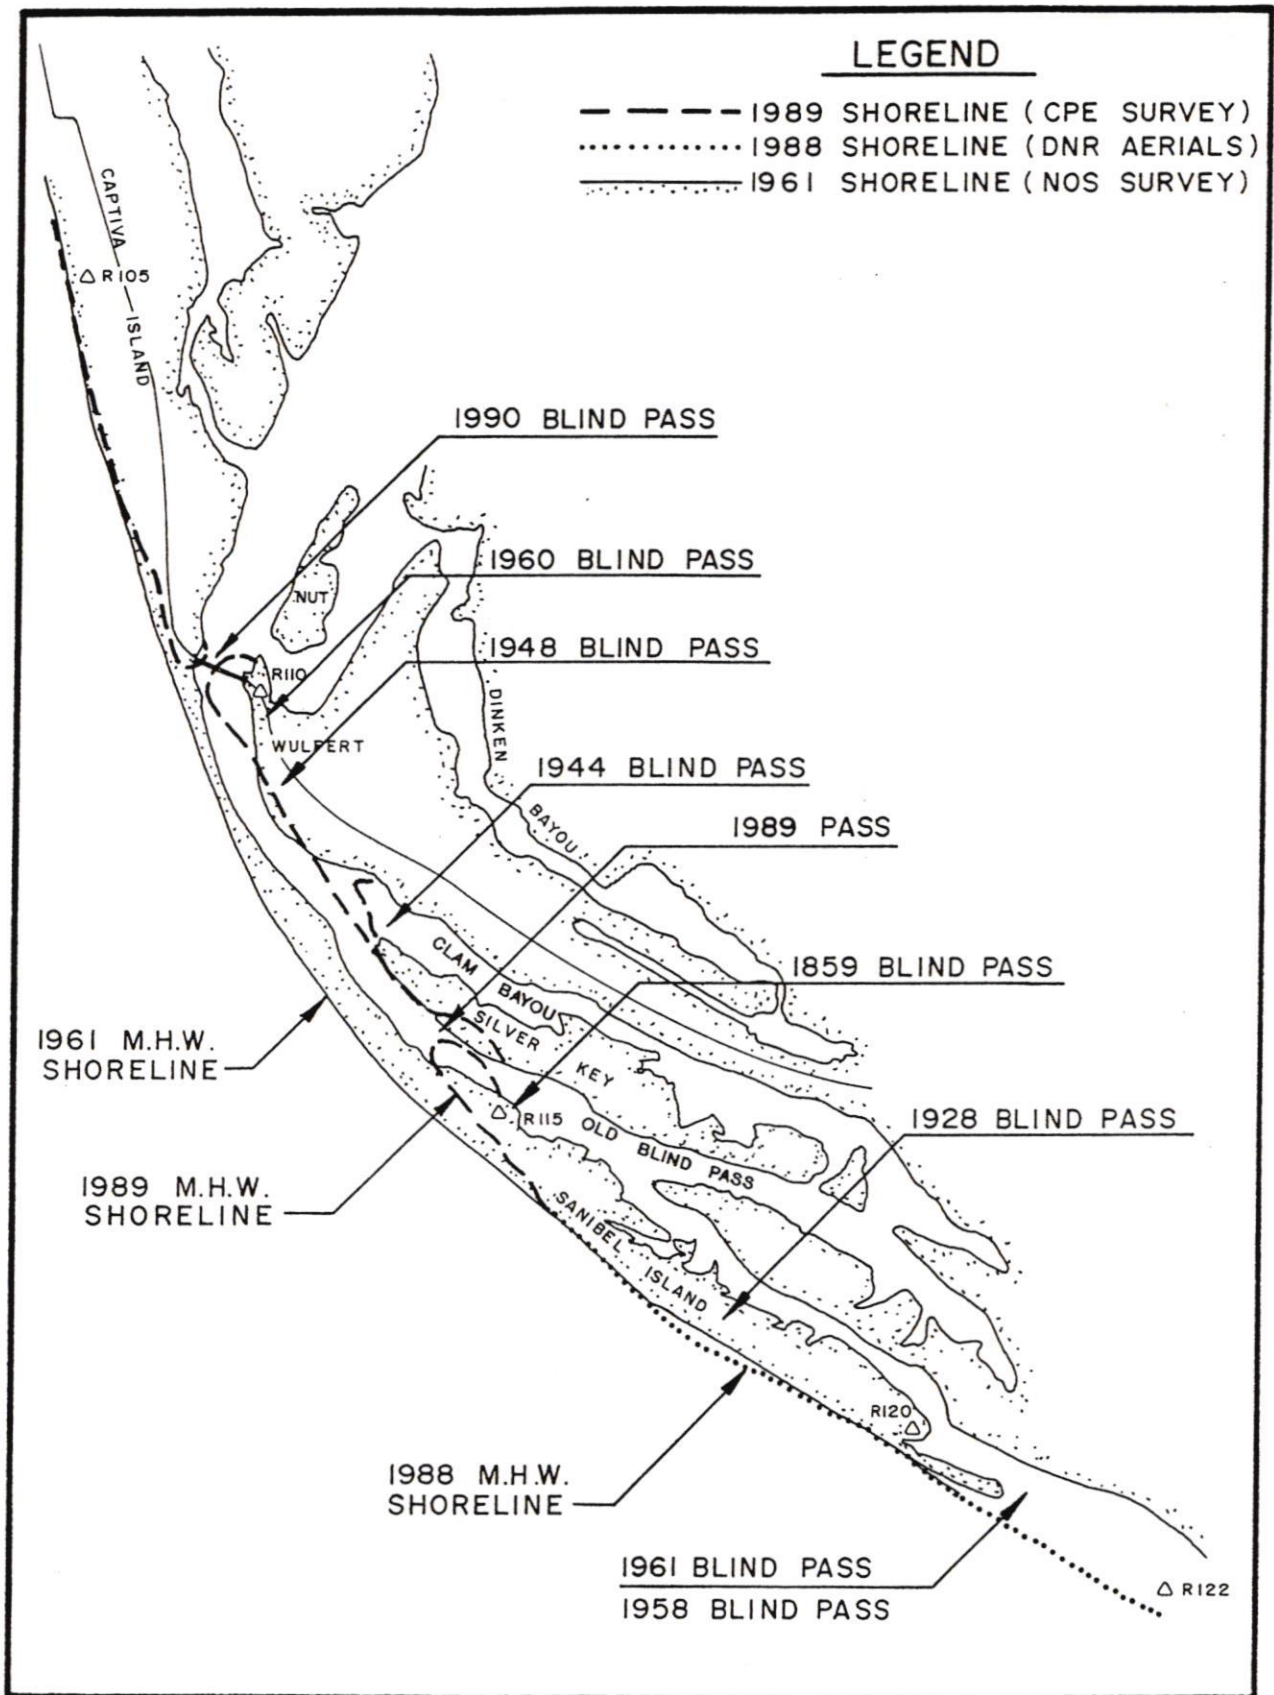 LEGEND
1989 SHORELINE ( CPE SURVEY)
1988 SHORELINE (DNR AERIALS)
1961 SHORELINE ( NOS SURVEY)
CAPTIVA
ISLAND
R105
1990 BLIND PASS
1960 BLIND PASS
NUT
1948 BLIND PASS
R110
DINKEN
BAYOU
WULFERT
1944 BLIND PASS
1989 PASS
CLAM
BAYOU
1859 BLIND PASS
SILVER
KEY
1961 M.H.W.
SHORELINE
R115
OLD BLIND PASS
1928 BLIND PASS
1989 M.H.W.
SHORELINE
SANIBEL
ISLAND
R120
1988 M.H.W.
SHORELINE
1961 BLIND PASS
1958 BLIND PASS
R122